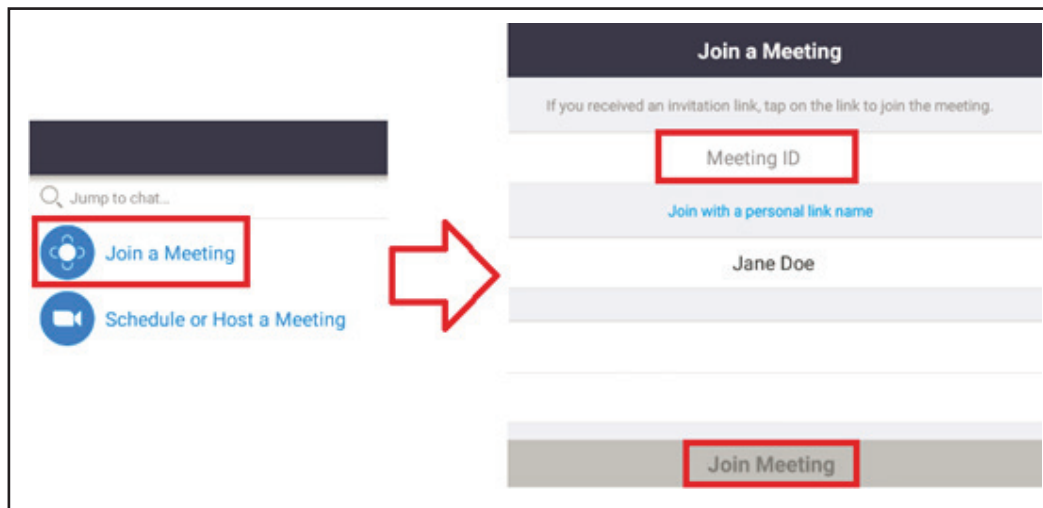 Jump to chat...
Join a Meeting
Schedule or Host a Meeting
Join a Meeting
If you received an invitation link, tap on the link to join the meeting.
Meeting ID
Join with a personal link name
Jane Doe
Join Meeting